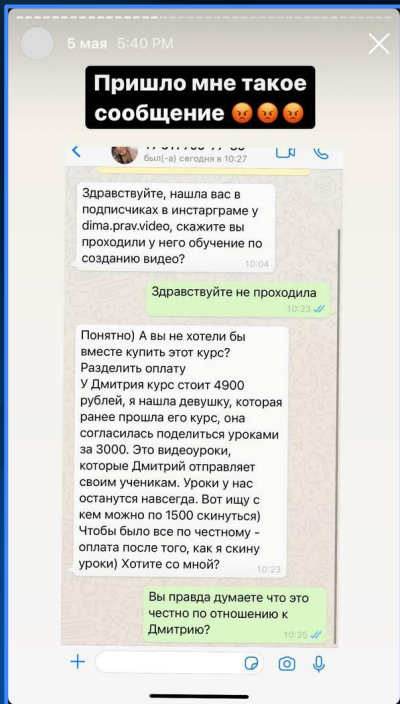 5 мая 5:40 PM
Пришло мне такое
сообщение 😡😡😡
был(-а) сегодня в 10:27
Здравствуйте, нашла вас в
подписчиках в инстарграме у
dima.prav.video, скажите вы
проходили у него обучение по
созданию видео?
10:04
Здравствуйте не проходила
10:23
Понятно) А вы не хотели бы
вместе купить этот курс?
Разделить оплату
У Дмитрия курс стоит 4900
рублей, я нашла девушку, которая
ранее прошла его курс, она
согласилась поделиться уроками
за 3000. Это видеоуроки,
которые Дмитрий отправляет
своим ученикам. Уроки у нас
останутся навсегда. Вот ищу с
кем можно по 1500 скинуться)
Чтобы было все по честному -
оплата после того, как я скину
уроки) Хотите со мной?
10:23
Вы правда думаете что это
честно по отношению к
Дмитрию?
10:25